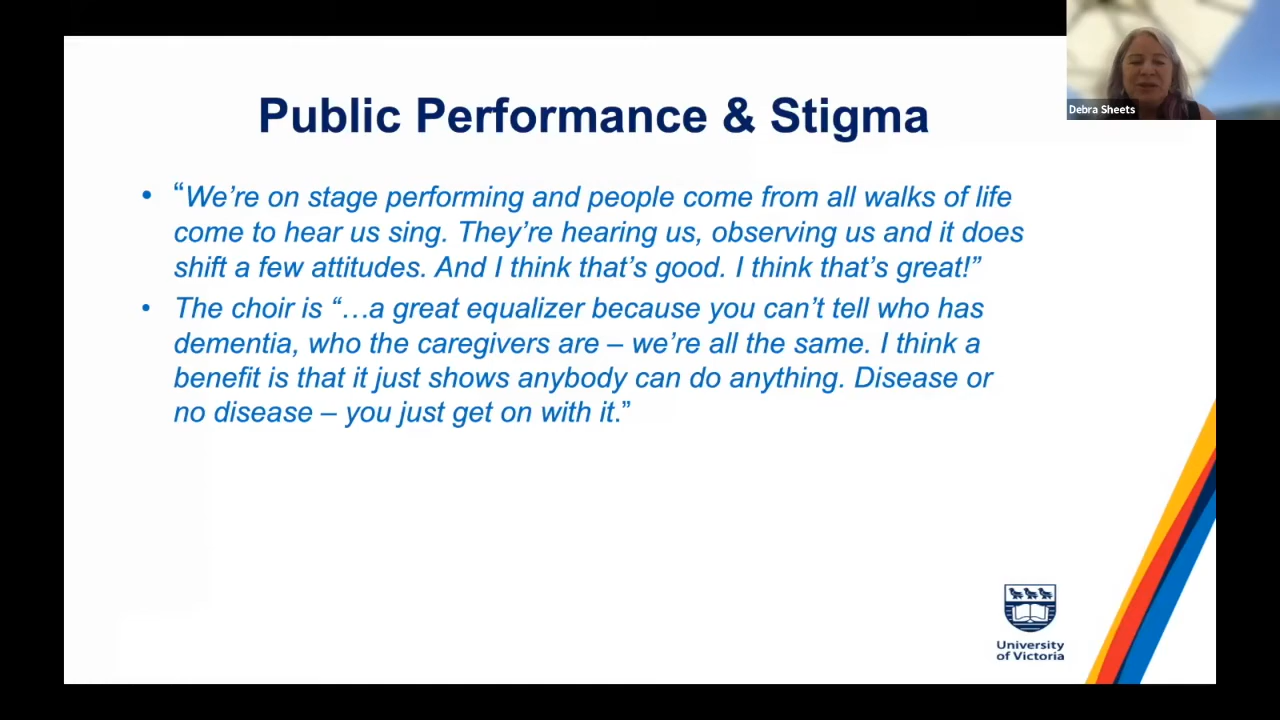 Debra Sheets
Public Performance & Stigma
• “We’re on stage performing and people come from all walks of life
come to hear us sing. They’re hearing us, observing us and it does
shift a few attitudes. And I think that’s good. I think that’s great!”
• The choir is “…a great equalizer because you can’t tell who has
dementia, who the caregivers are – we’re all the same. I think a
benefit is that it just shows anybody can do anything. Disease or
no disease – you just get on with it.”
University
of Victoria